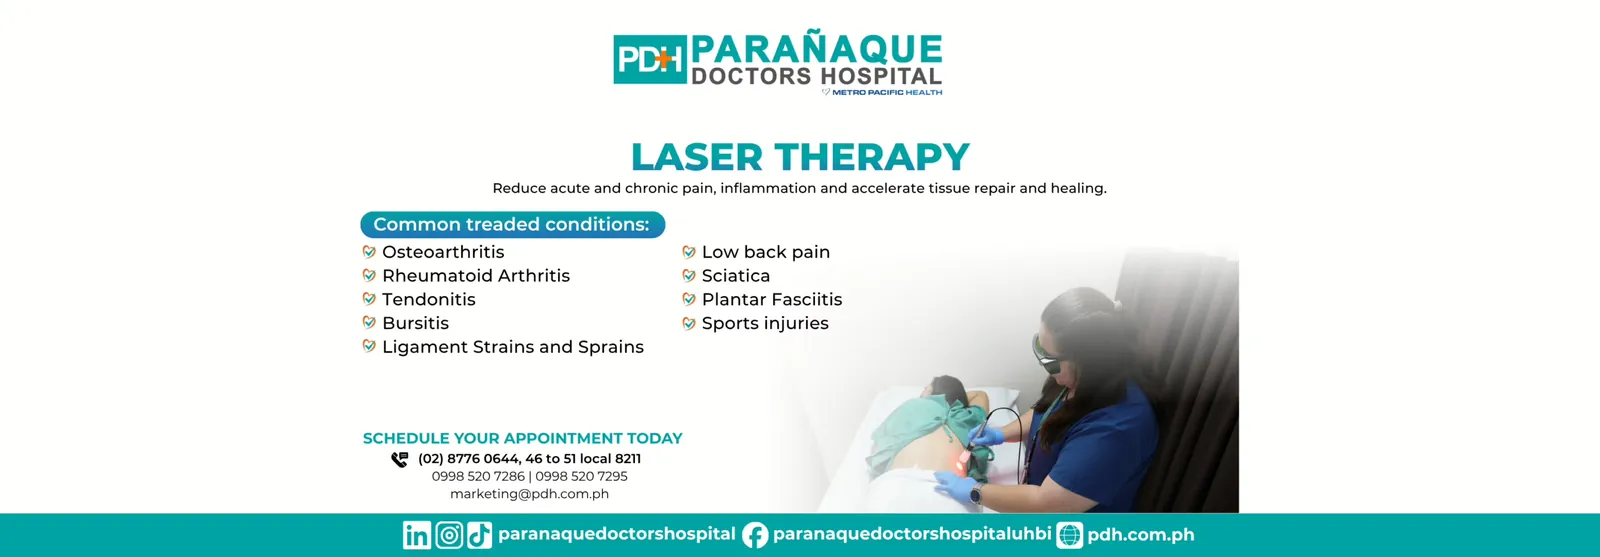 PDH PARAÑAQUE
DOCTORS HOSPITAL
METRO PACIFIC HEALTH
LASER THERAPY
Reduce acute and chronic pain, inflammation and accelerate tissue repair and healing.
Common treaded conditions:
Osteoarthritis
Rheumatoid Arthritis
Tendonitis
Bursitis
Ligament Strains and Sprains
Low back pain
Sciatica
Plantar Fasciitis
Sports injuries
SCHEDULE YOUR APPOINTMENT TODAY
(02) 8776 0644, 46 to 51 local 8211
0998 520 7286 | 0998 520 7295
marketing@pdh.com.ph
paranaquedoctorshospital paranaquedoctorshospitaluhbi pdh.com.ph